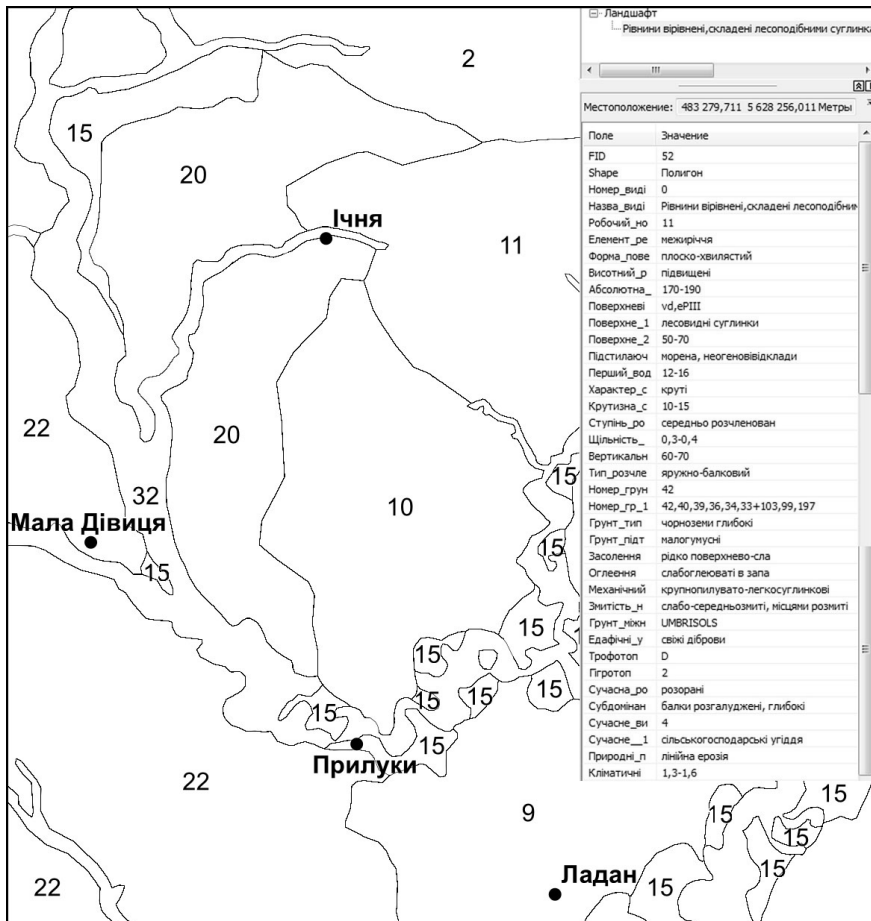 2
15
20
Ічня
11
22
20
32
10
Мала Дівиця
15
15
15
15
15
15
15
15
15
15
Прилуки
22
9
22
Ладан
15
15
15
15
15
Ландшафт
Рівнини вірівнені,складені лесоподібними суглинка
Местоположение: 483 279,711 5 628 256,011 Метры
Поле Значение
FID 52
Shape Полигон
Номер_виді 0
Назва_виді Рівнини вірівнені,складені лесоподібним
Робочий_но 11
Елемент_ре межиріччя
Форма_пове плоско-хвилястий
Висотний_р підвищені
Абсолютна_ 170-190
Поверхневі vd,ePIII
Поверхне_1 лесовидні суглинки
Поверхне_2 50-70
Підстилаюч морена, неогеновівідклади
Перший_вод 12-16
Характер_с круті
Крутизна_с 10-15
Ступінь_ро середньо розчленован
Щільність_ 0,3-0,4
Вертикальн 60-70
Тип_розчле яружно-балковий
Номер_грун 42
Номер_гр_1 42,40,39,36,34,33+103,99,197
Грунт_тип чорноземи глибокі
Грунт_підт малогумусні
Засолення рідко поверхнево-сла
Оглеєння слабоглеюваті в запа
Механічний крупнопилувато-легкосуглинкові
Змитість_н слабо-середньозмиті, місцями розмиті
Грунт_міжн UMBRISOLS
Едафічні_у свіжі діброви
Трофотоп D
Гігротоп 2
Сучасна_ро розорані
Субдомінан балки розгалуджені, глибокі
Сучасне_ви 4
Сучасне__1 сільськогосподарські угіддя
Природні_п лінійна ерозія
Кліматичні 1,3-1,6